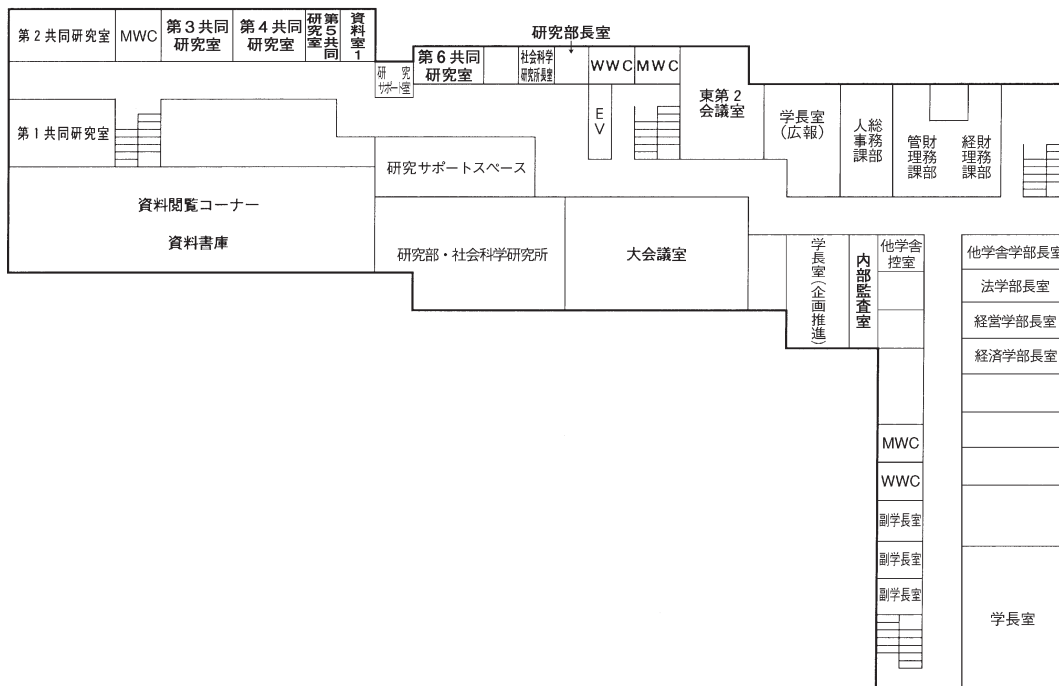 研究部長室
第2共同研究室
MWC
第3共同
研究室
第4共同
研究室
第5共同
研究室
資料室1
研究
サポート室
第6共同
研究室
社会科学
研究所長室
WWC
MWC
東第2
会議室
EV
学長室
(広報)
総務部
人事課
財務部
管理課
財務部
経理課
第1共同研究室
研究サポートスペース
資料閲覧コーナー
資料書庫
研究部・社会科学研究所
大会議室
学長室(企画推進)
内部監査室
他学舎
控室
他学舎学部長室
法学部長室
経営学部長室
経済学部長室
MWC
WWC
副学長室
副学長室
副学長室
学長室